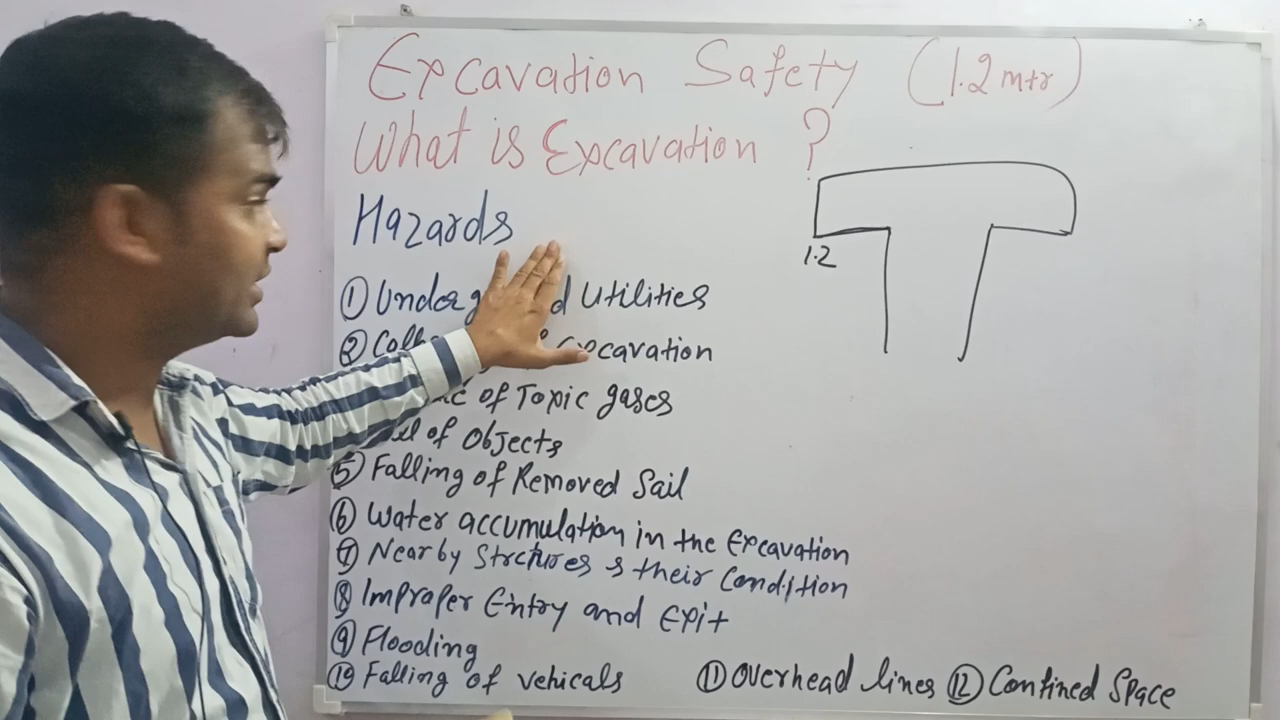 Excavation Safety (1.2 mtr)
What is Excavation ?
Hazards
1.2
① Underg d Utilities
② Excavation
of Toxic gases
of Objects
⑤ Falling of Removed Sail
⑥ Water accumulation in the Excavation
⑦ Nearby Strctures & their Condition
⑧ Improper Entry and Exit
⑨ Flooding
⑩ Falling of vehicals ⑪ Overhead lines ⑫ Confined Space